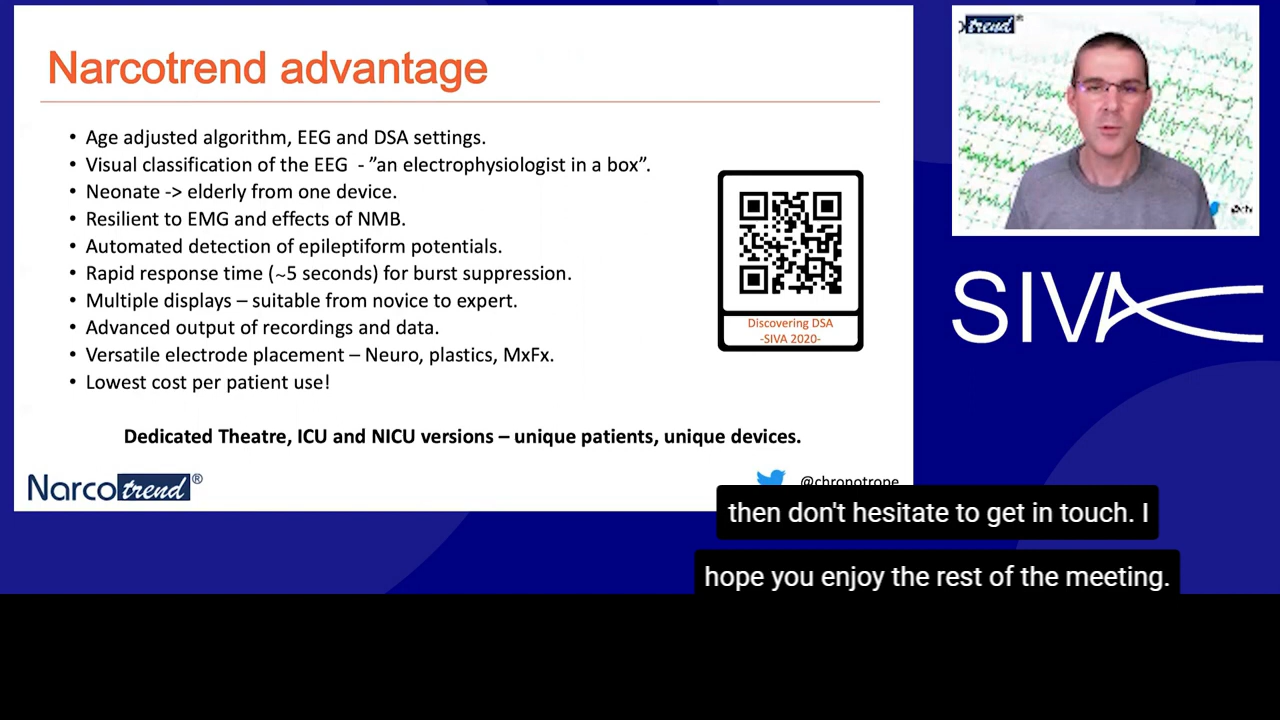 Narcotrend advantage
• Age adjusted algorithm, EEG and DSA settings.
• Visual classification of the EEG - ”an electrophysiologist in a box”.
• Neonate -> elderly from one device.
• Resilient to EMG and effects of NMB.
• Automated detection of epileptiform potentials.
• Rapid response time (~5 seconds) for burst suppression.
• Multiple displays – suitable from novice to expert.
• Advanced output of recordings and data.
• Versatile electrode placement – Neuro, plastics, MxFx.
• Lowest cost per patient use!
Discovering DSA
-SIVA 2020-
Dedicated Theatre, ICU and NICU versions – unique patients, unique devices.
Narcotrend®
@chronotrope
trend®
SIVA
then don't hesitate to get in touch. I
hope you enjoy the rest of the meeting.